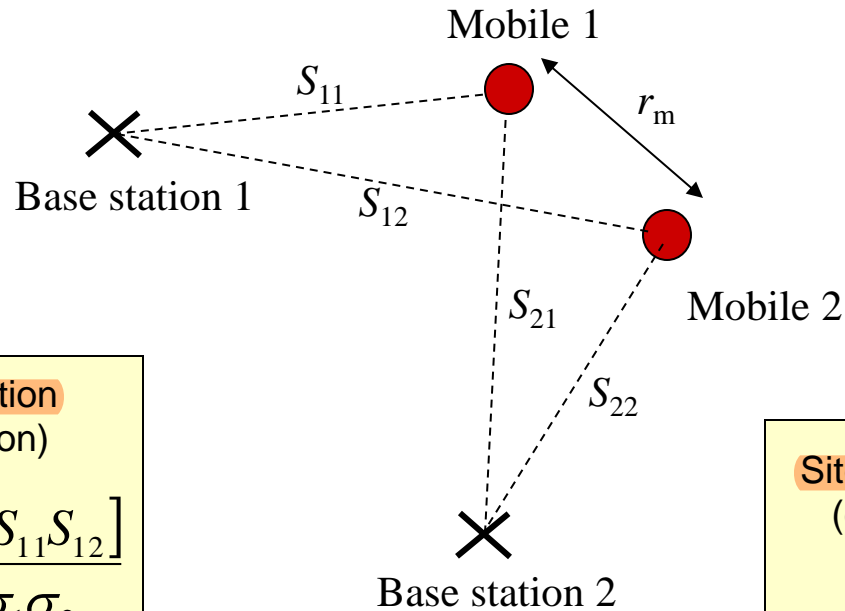 Mobile 1
S₁₁
rₘ
Base station 1
S₁₂
Mobile 2
S₂₁
S₂₂
tion
on)
S₁₁S₁₂]
Sit
(
Base station 2